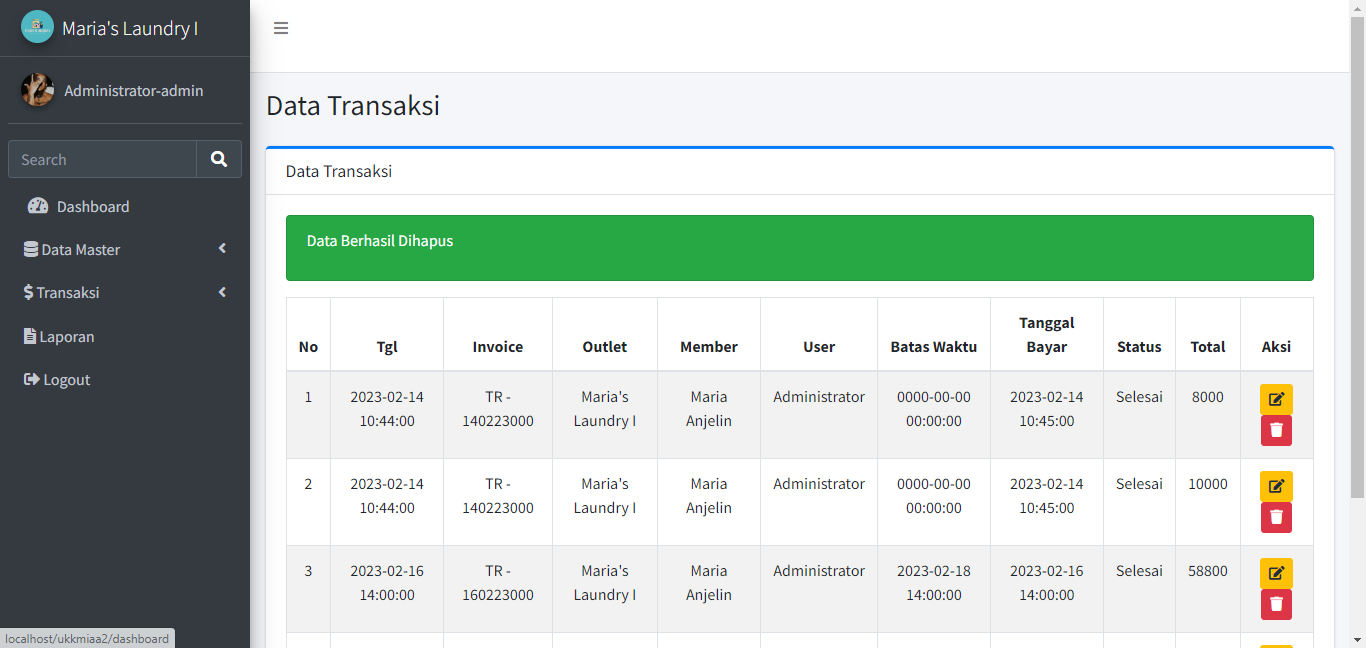 Maria's Laundry I
Administrator-admin
Search
Dashboard
Data Master
Transaksi
Laporan
Logout
localhost/ukkmiaa2/dashboard
Data Transaksi
Data Transaksi
Data Berhasil Dihapus
No Tgl Invoice Outlet Member User Batas Waktu Tanggal Bayar Status Total Aksi
1 2023-02-14 10:44:00 TR - 140223000 Maria's Laundry I Maria Anjelin Administrator 0000-00-00 00:00:00 2023-02-14 10:45:00 Selesai 8000
2 2023-02-14 10:44:00 TR - 140223000 Maria's Laundry I Maria Anjelin Administrator 0000-00-00 00:00:00 2023-02-14 10:45:00 Selesai 10000
3 2023-02-16 14:00:00 TR - 160223000 Maria's Laundry I Maria Anjelin Administrator 2023-02-18 14:00:00 2023-02-16 14:00:00 Selesai 58800